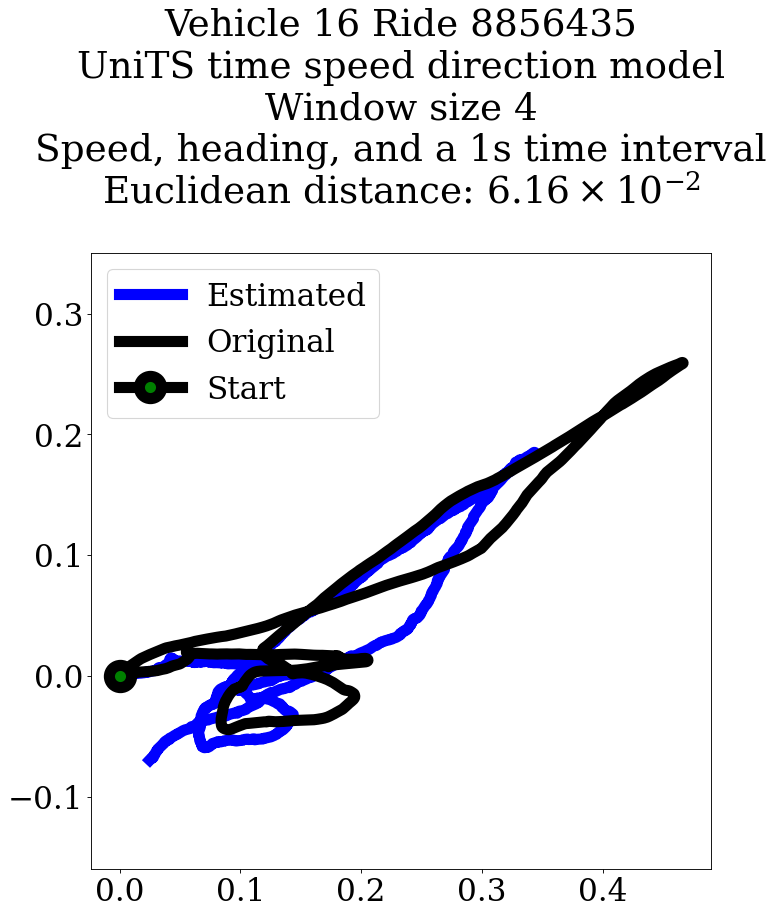 Vehicle 16 Ride 8856435
UniTS time speed direction model
Window size 4
Speed, heading, and a 1s time interval
Euclidean distance: 6.16 × 10⁻²
Estimated
Original
Start
0.3
0.2
0.1
0.0
−0.1
0.0 0.1 0.2 0.3 0.4